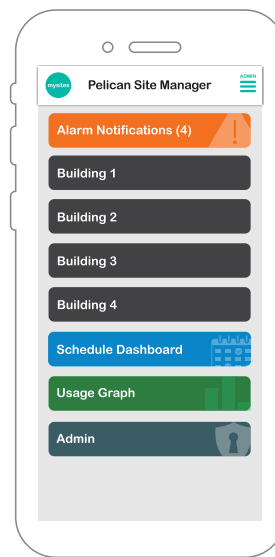 mysites
Pelican Site Manager
ADMIN
Alarm Notifications (4)
Building 1
Building 2
Building 3
Building 4
Schedule Dashboard
Usage Graph
Admin